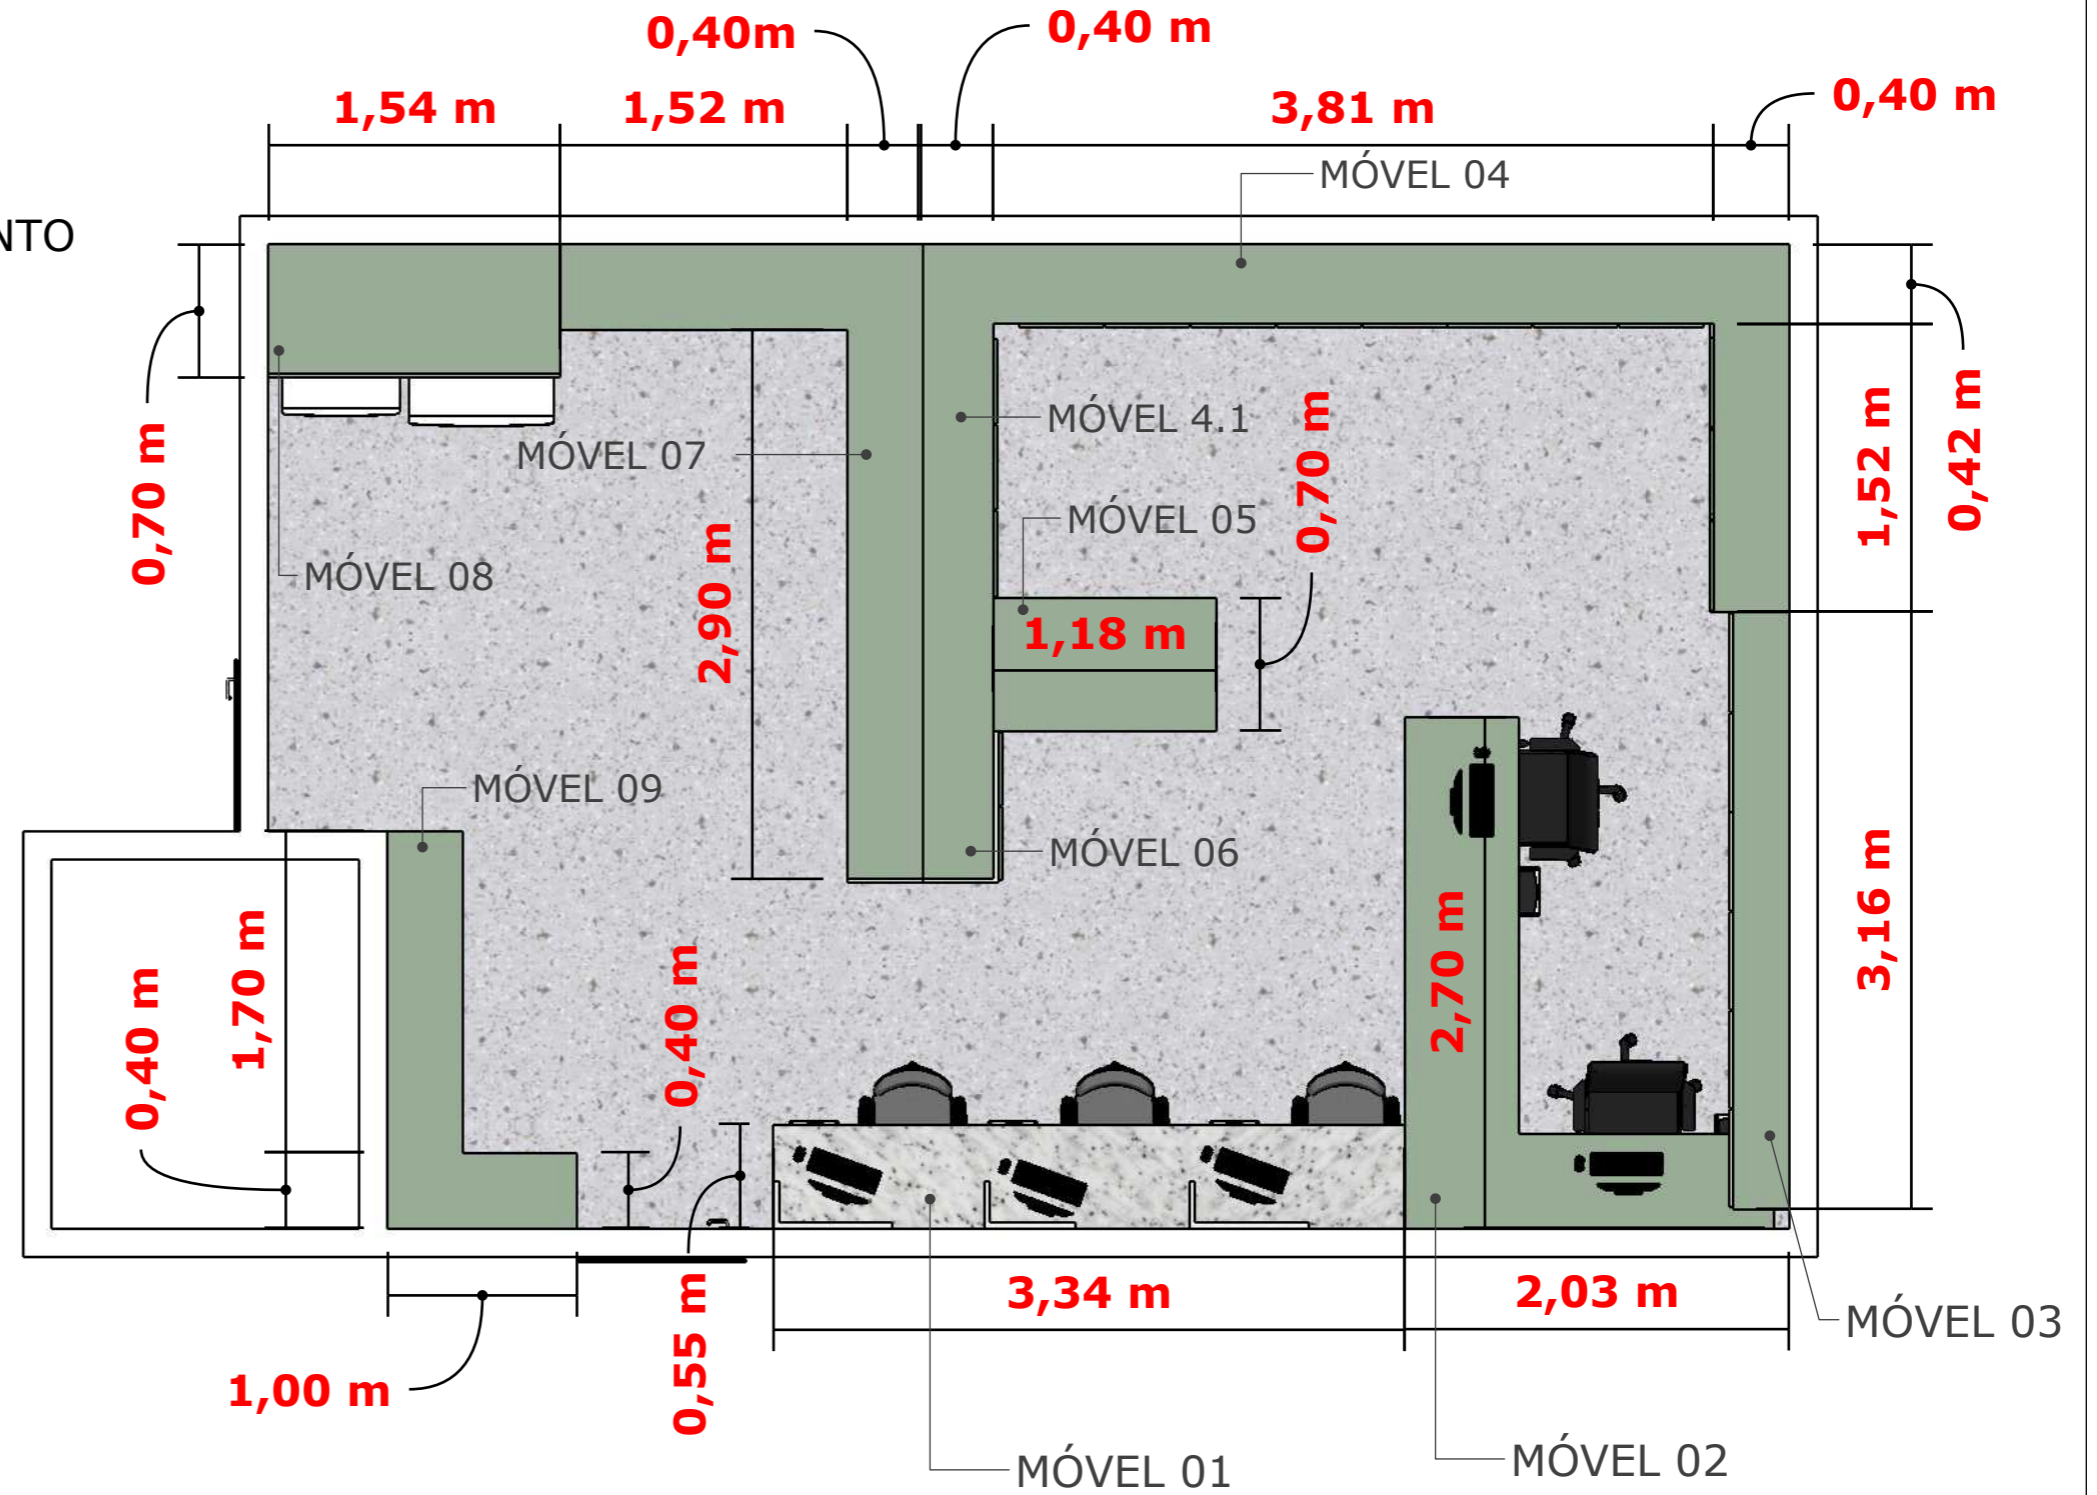 0,40m
0,40 m
1,54 m
1,52 m
3,81 m
0,40 m
MÓVEL 04
NTO
0,70 m
MÓVEL 07
MÓVEL 4.1
0,70 m
1,52 m
0,42 m
MÓVEL 05
MÓVEL 08
2,90 m
1,18 m
MÓVEL 09
MÓVEL 06
3,16 m
2,70 m
0,40 m
1,70 m
0,40 m
0,55 m
3,34 m
2,03 m
MÓVEL 03
1,00 m
MÓVEL 01
MÓVEL 02